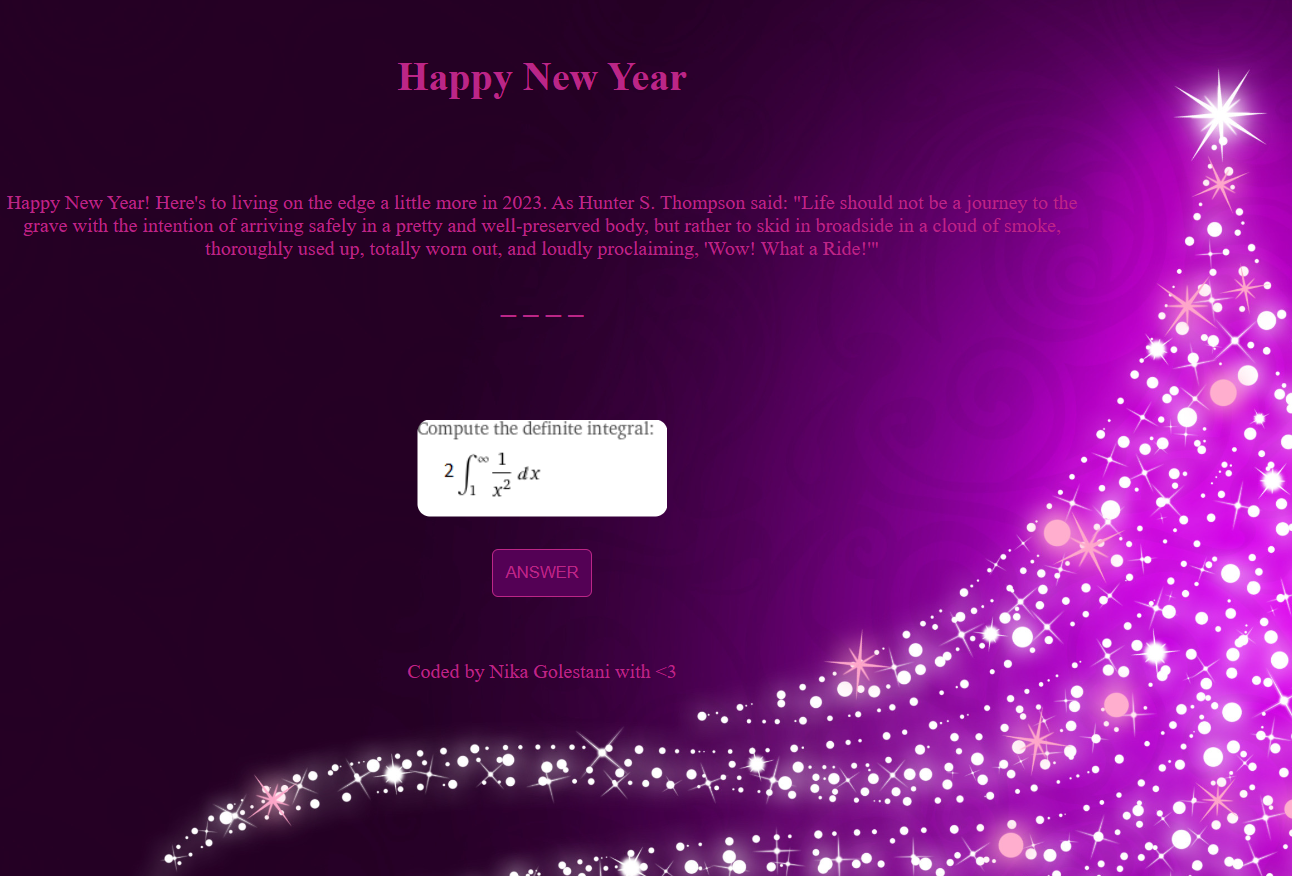 Happy New Year
Happy New Year! Here's to living on the edge a little more in 2023. As Hunter S. Thompson said: "Life should not be a journey to the
grave with the intention of arriving safely in a pretty and well-preserved body, but rather to skid in broadside in a cloud of smoke,
thoroughly used up, totally worn out, and loudly proclaiming, 'Wow! What a Ride!'"
_ _ _ _
Compute the definite integral:
2 ∫₁^∞ 1/x² dx
ANSWER
Coded by Nika Golestani with <3